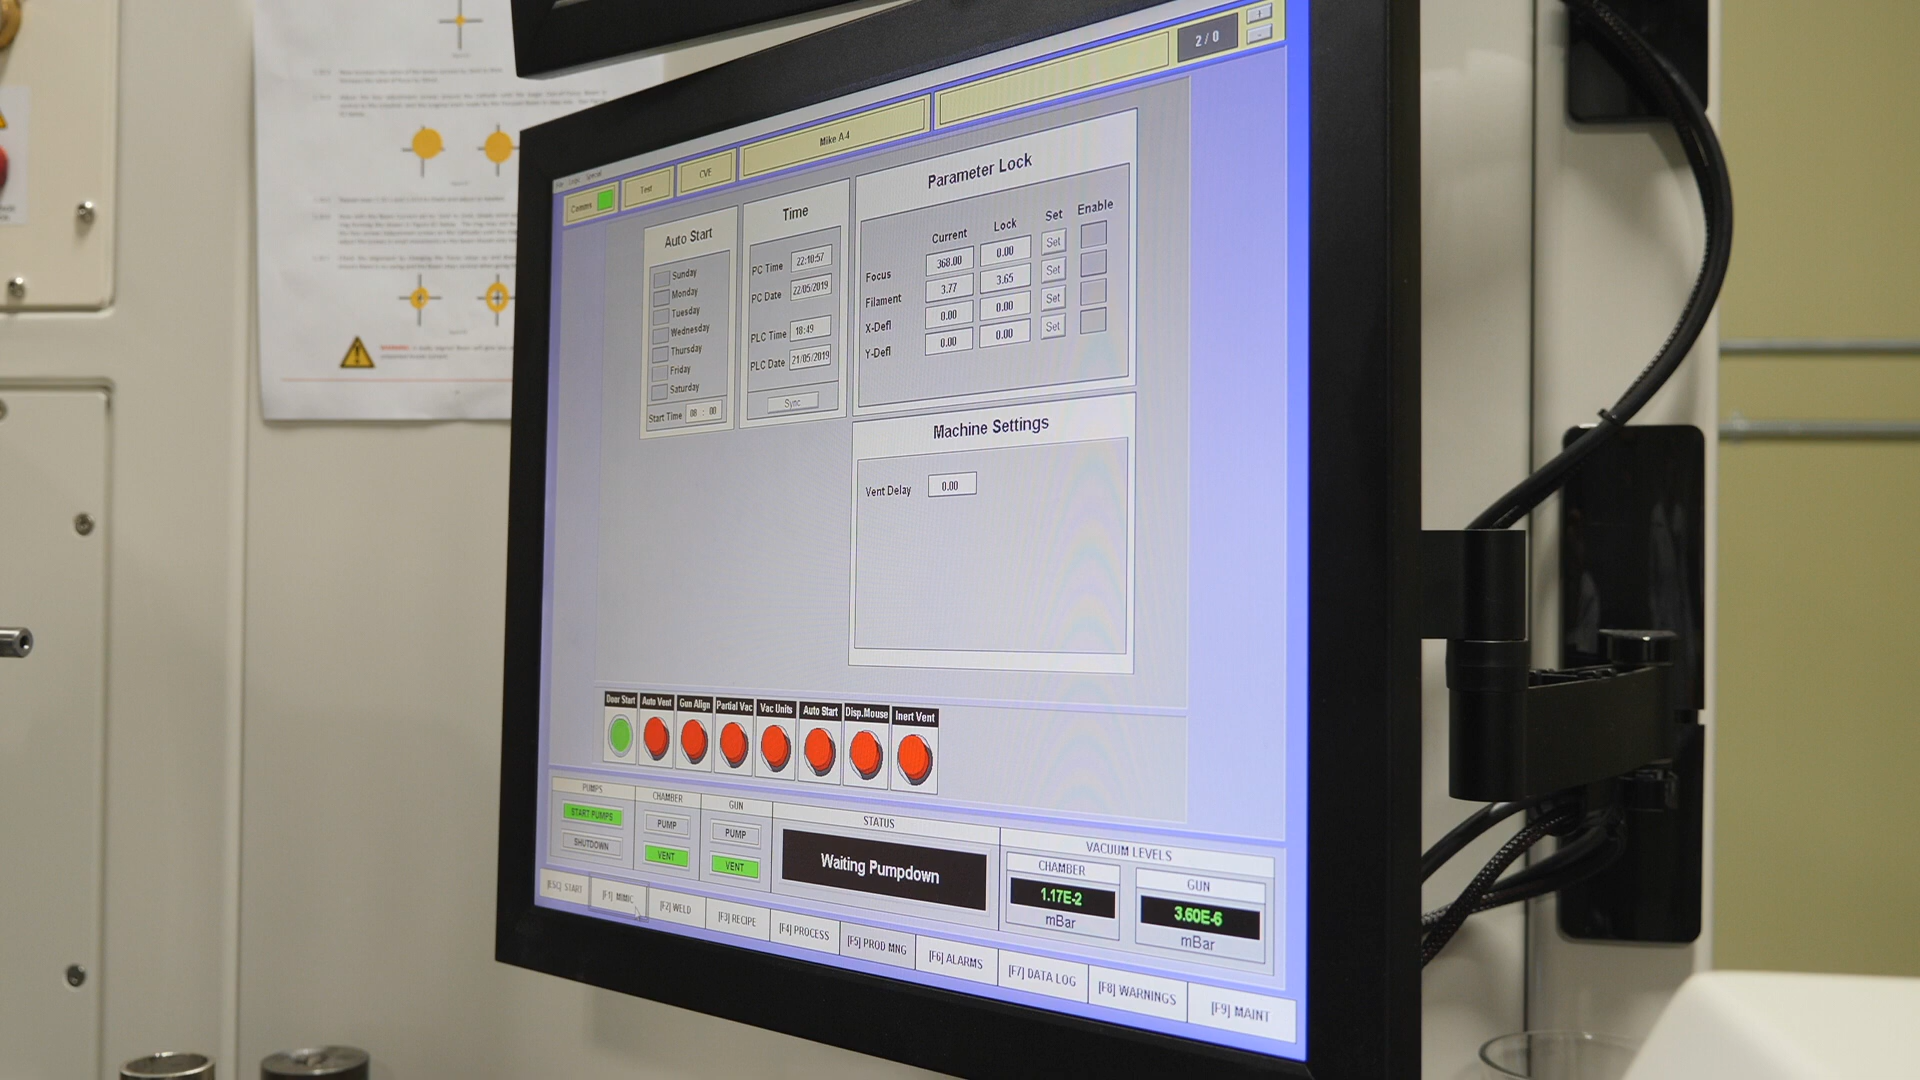 2 / 0
+
-
File Logs Special
Comms
Test
CVE
Mike A-4
Auto Start
Sunday
Monday
Tuesday
Wednesday
Thursday
Friday
Saturday
Start Time 08 : 00
Time
PC Time 22:10:57
PC Date 22/05/2019
PLC Time 18:49
PLC Date 21/05/2019
Sync
Parameter Lock
Current Lock Set Enable
Focus 368.00 0.00 Set
Filament 3.77 3.65 Set
X-Defl 0.00 0.00 Set
Y-Defl 0.00 0.00 Set
Machine Settings
Vent Delay 0.00
Door Start Auto Vent Gun Align Partial Vac Vac Units Auto Start Disp.Mouse Inert Vent
PUMPS
START PUMPS
SHUTDOWN
CHAMBER
PUMP
VENT
GUN
PUMP
VENT
STATUS
Waiting Pumpdown
VACUUM LEVELS
CHAMBER
1.17E-2
mBar
GUN
3.60E-6
mBar
[ESC] START [F1] MIMIC [F2] WELD [F3] RECIPE [F4] PROCESS [F5] PROD MNG [F6] ALARMS [F7] DATA LOG [F8] WARNINGS [F9] MAINT